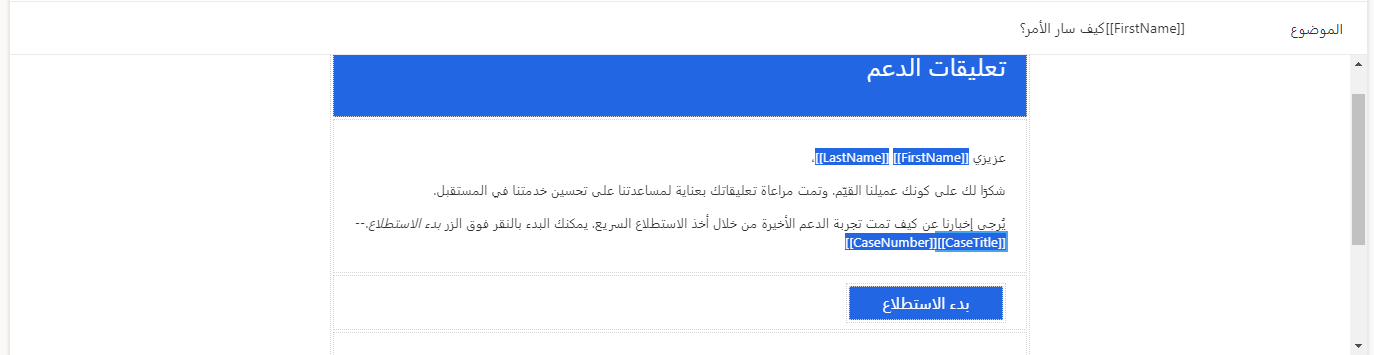 الموضوع
[[FirstName]]كيف سار الأمر؟
تعليقات الدعم
عزيزي [[FirstName]] [[LastName]]،
شكرًا لك على كونك عميلنا القيّم. وتمت مراعاة تعليقاتك بعناية لمساعدتنا على تحسين خدمتنا في المستقبل.
يُرجى إخبارنا عن كيف تمت تجربة الدعم الأخيرة من خلال أخذ الاستطلاع السريع. يمكنك البدء بالنقر فوق الزر بدء الاستطلاع.--
[[CaseTitle]][[CaseNumber]]
بدء الاستطلاع